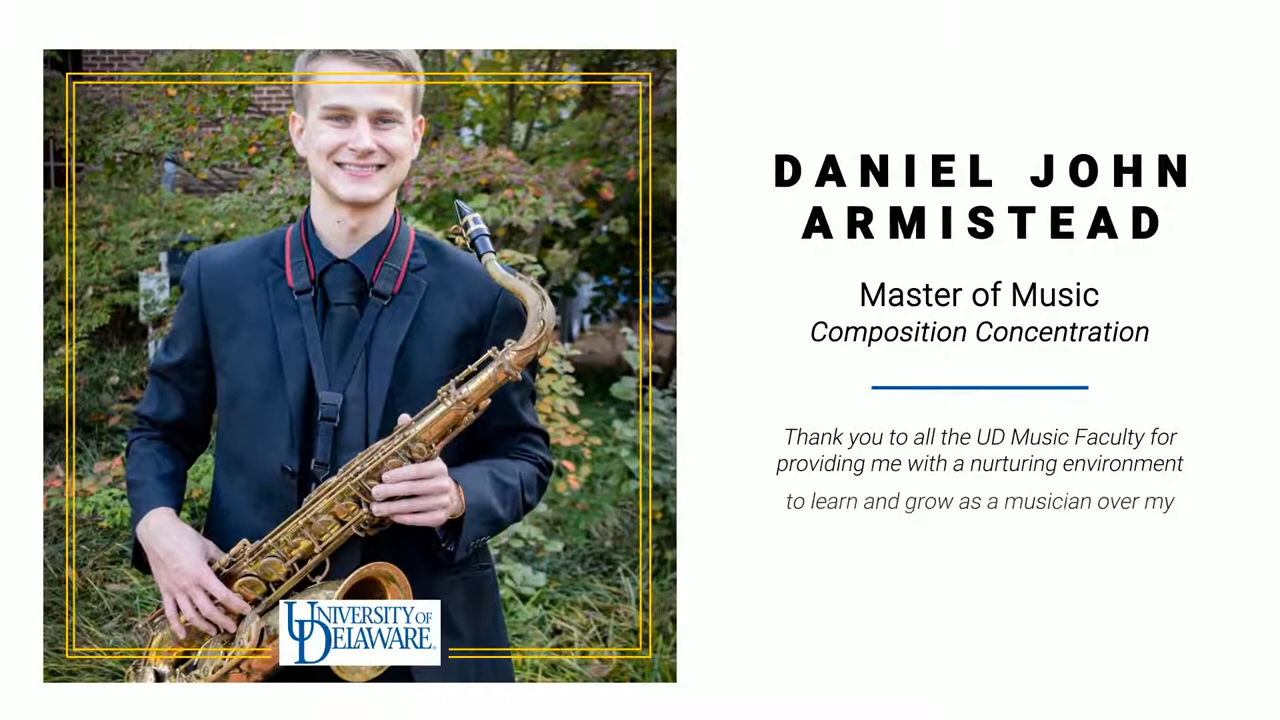 DANIEL JOHN
ARMISTEAD
Master of Music
Composition Concentration
Thank you to all the UD Music Faculty for
providing me with a nurturing environment
to learn and grow as a musician over my
UNIVERSITY OF
DELAWARE